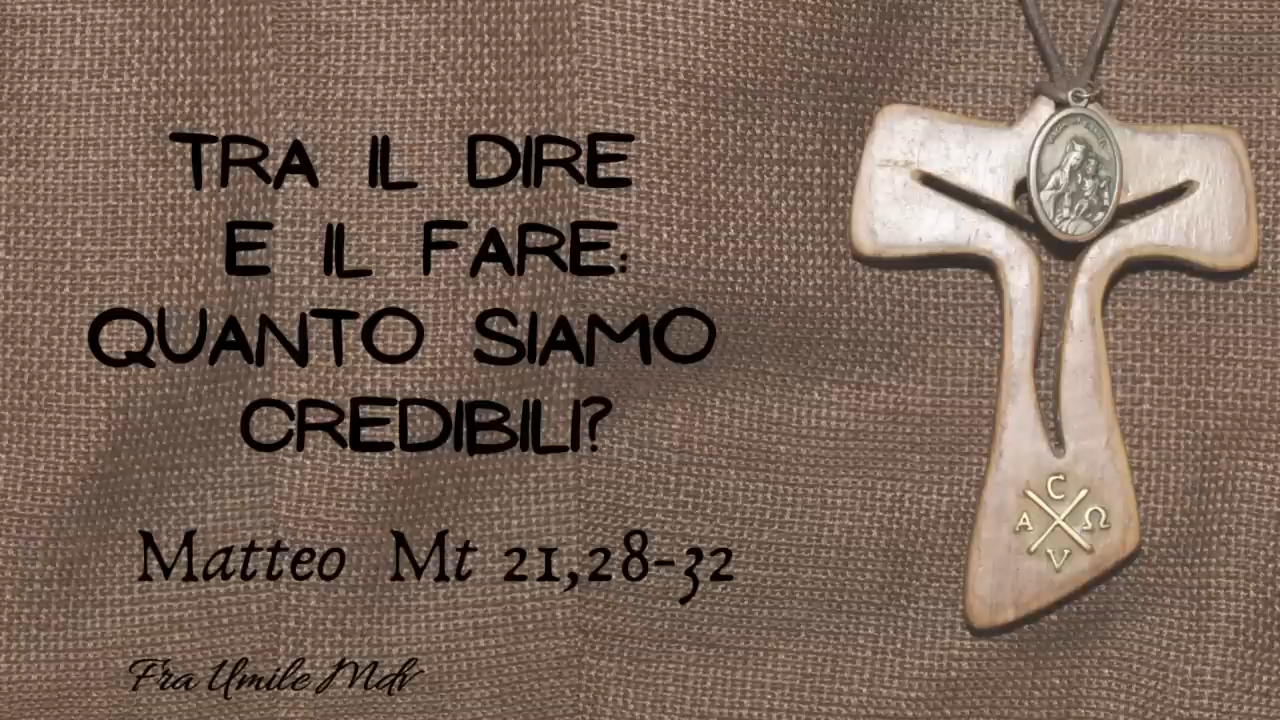 TRA IL DIRE
E IL FARE:
QUANTO SIAMO
CREDIBILI?
Matteo Mt 21,28-32
Fra Umile Mdv
C
A Ω
V